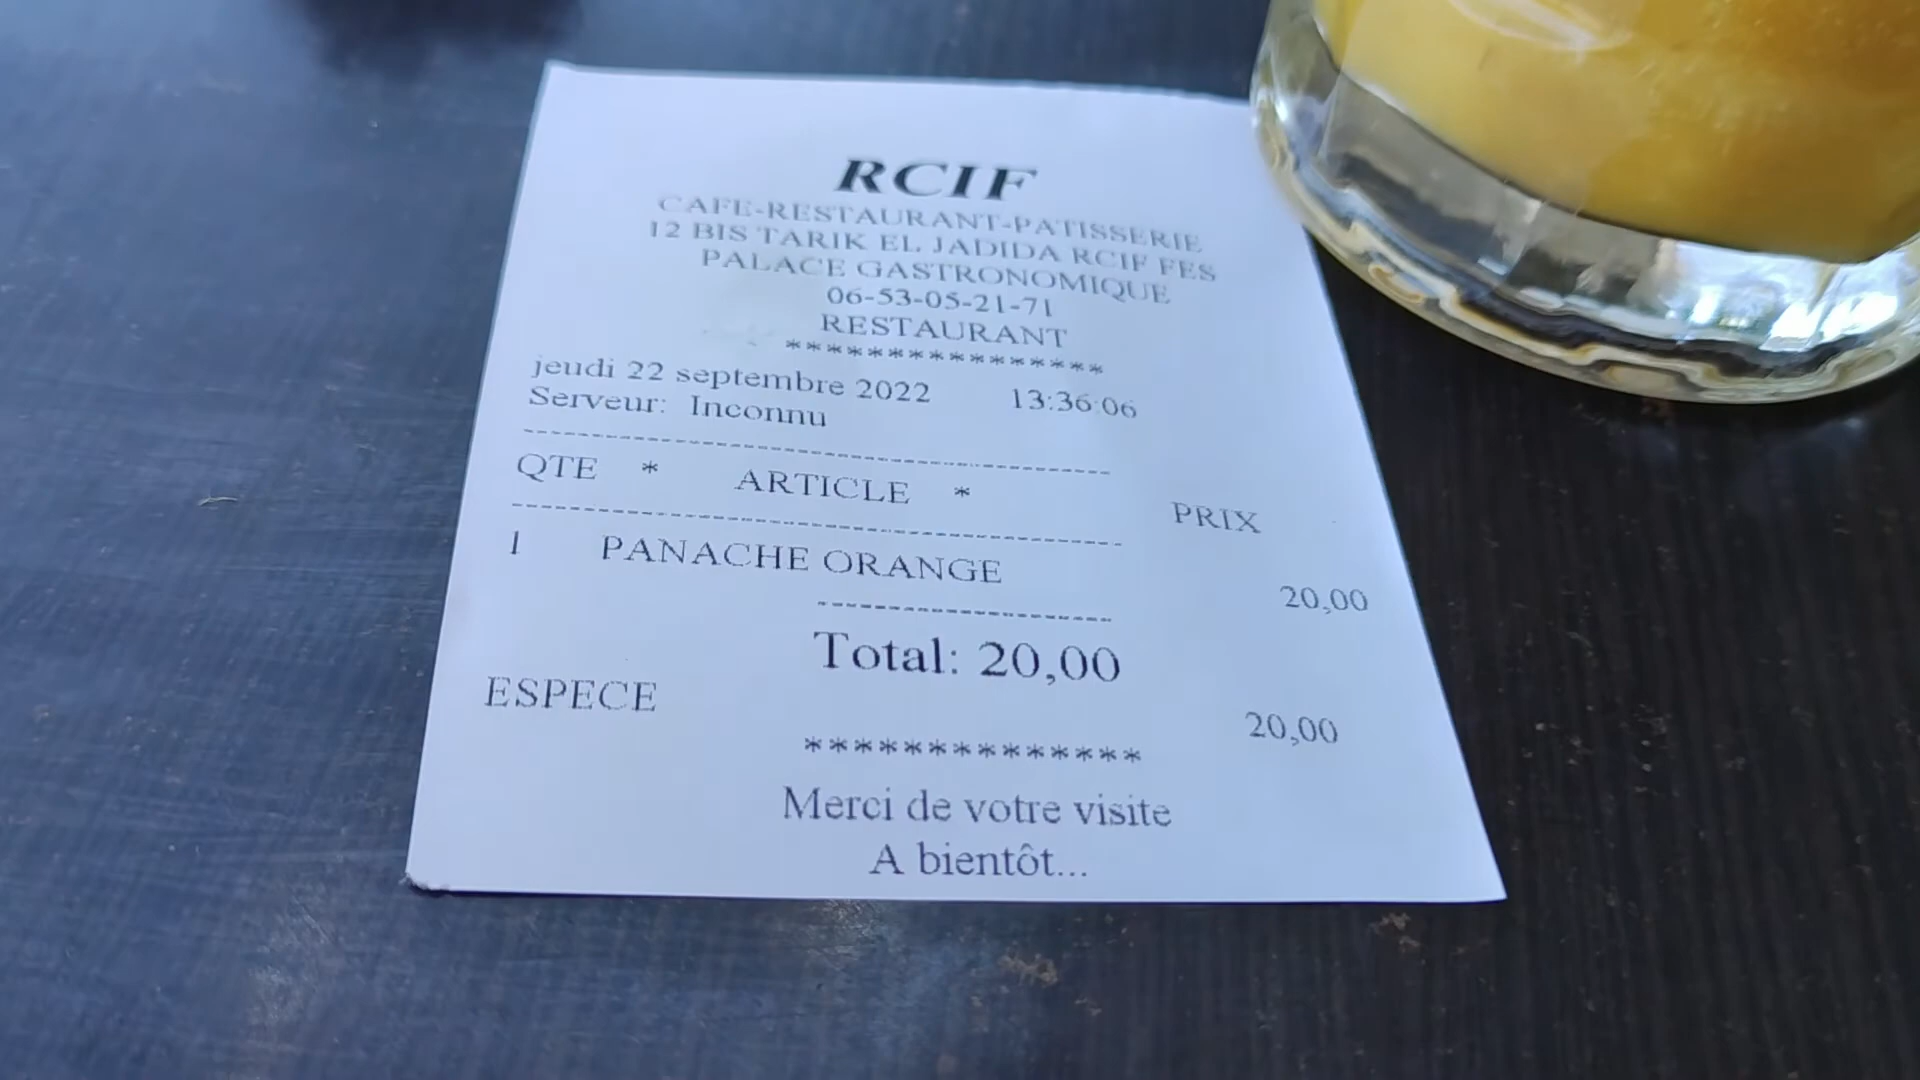 RCIF
CAFE-RESTAURANT-PATISSERIE
12 BIS TARIK EL JADIDA RCIF FES
PALACE GASTRONOMIQUE
06-53-05-21-71
RESTAURANT
****************
jeudi 22 septembre 2022 13:36:06
Serveur: Inconnu
QTE * ARTICLE * PRIX
1 PANACHE ORANGE 20,00
Total: 20,00
ESPECE 20,00
**************
Merci de votre visite
A bientôt...